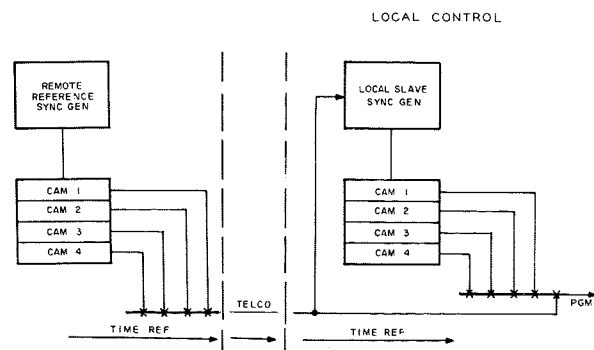 LOCAL CONTROL
REMOTE
REFERENCE
SYNC GEN
LOCAL SLAVE
SYNC GEN
CAM 1
CAM 2
CAM 3
CAM 4
CAM 1
CAM 2
CAM 3
CAM 4
TELCO
PGM
TIME REF
TIME REF